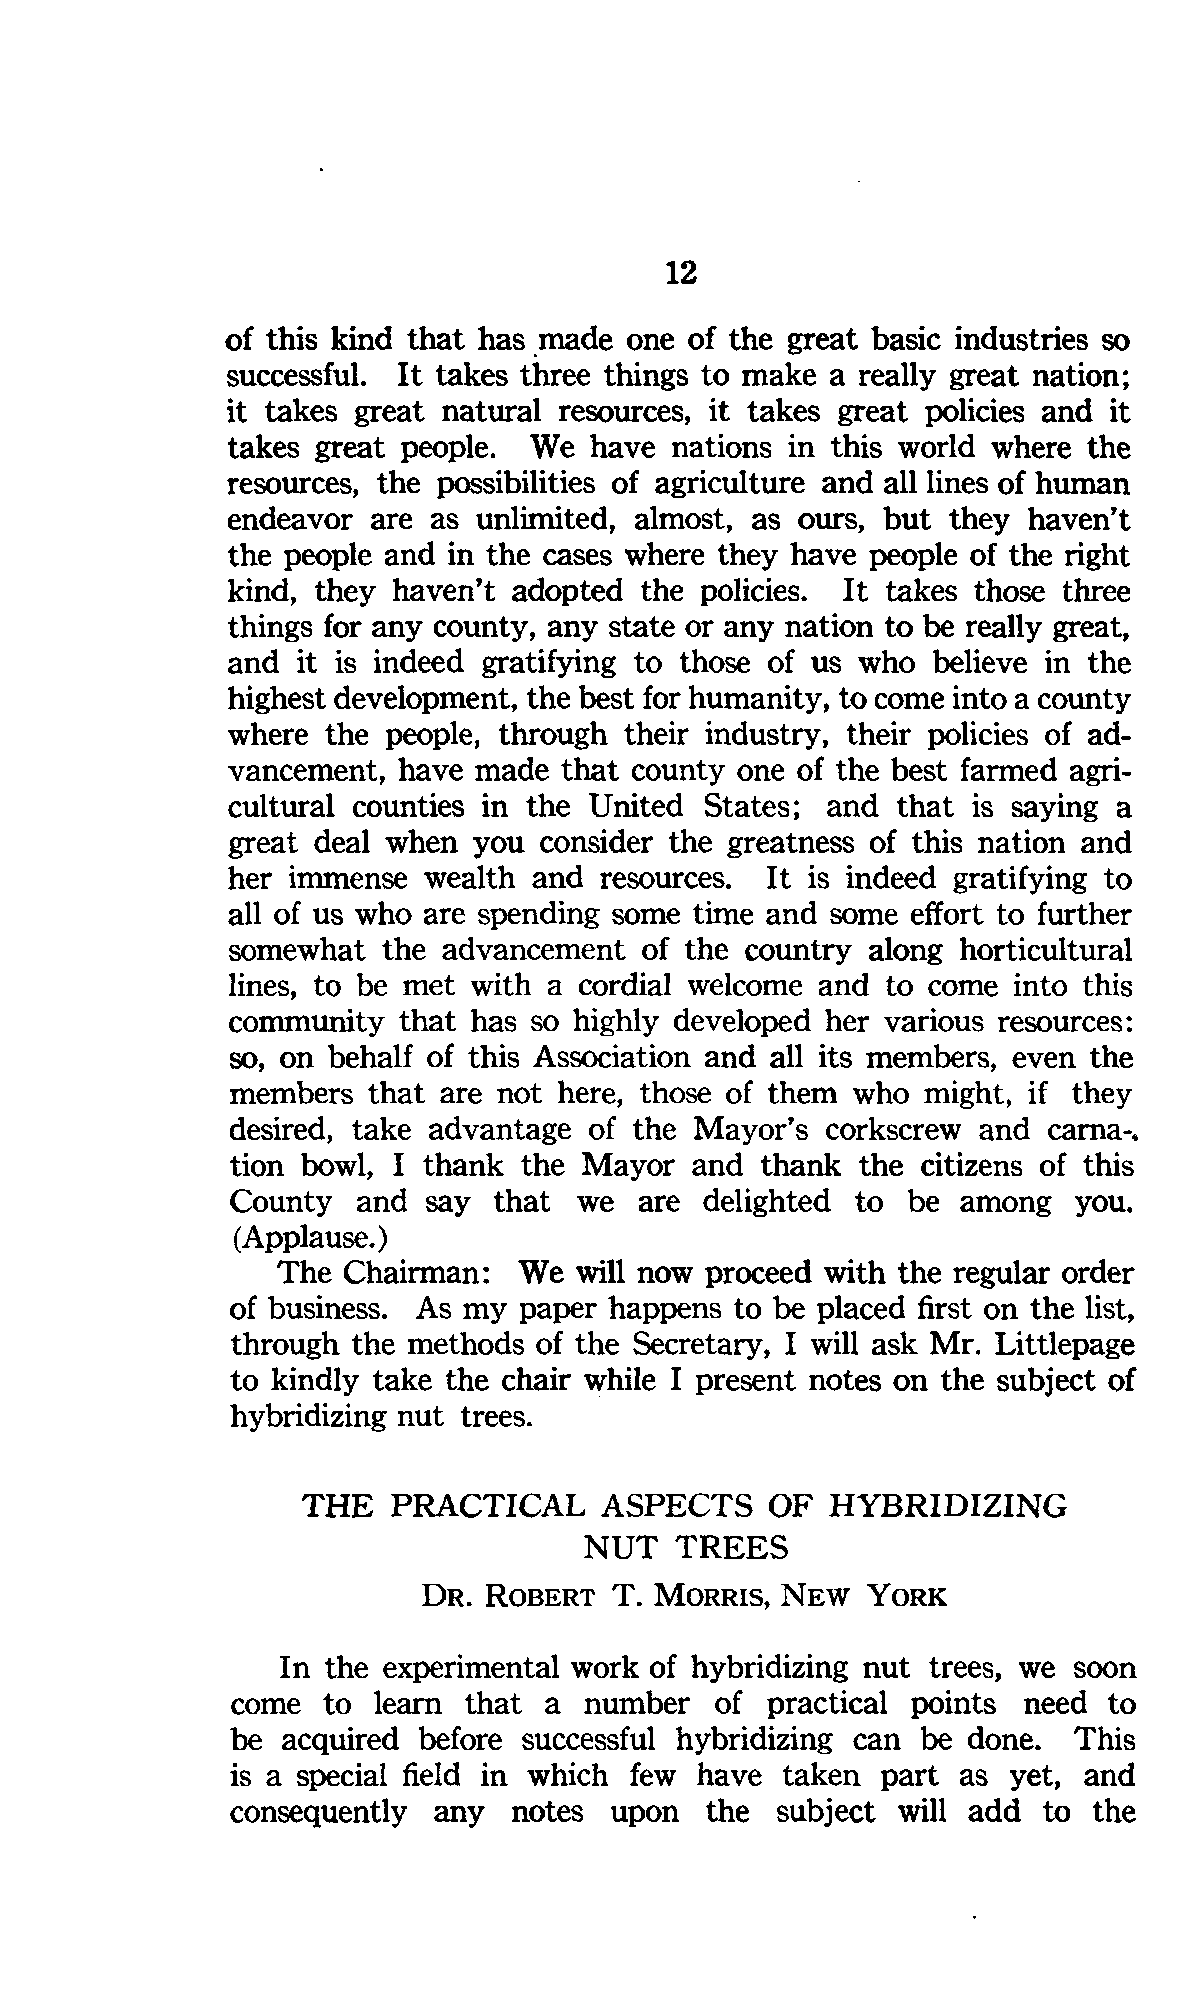 12
of this kind that has made one of the great basic industries so
successful. It takes three things to make a really great nation;
it takes great natural resources, it takes great policies and it
takes great people. We have nations in this world where the
resources, the possibilities of agriculture and all lines of human
endeavor are as unlimited, almost, as ours, but they haven't
the people and in the cases where they have people of the right
kind, they haven't adopted the policies. It takes those three
things for any county, any state or any nation to be really great,
and it is indeed gratifying to those of us who believe in the
highest development, the best for humanity, to come into a county
where the people, through their industry, their policies of ad-
vancement, have made that county one of the best farmed agri-
cultural counties in the United States; and that is saying a
great deal when you consider the greatness of this nation and
her immense wealth and resources. It is indeed gratifying to
all of us who are spending some time and some effort to further
somewhat the advancement of the country along horticultural
lines, to be met with a cordial welcome and to come into this
community that has so highly developed her various resources:
so, on behalf of this Association and all its members, even the
members that are not here, those of them who might, if they
desired, take advantage of the Mayor's corkscrew and carna-
tion bowl, I thank the Mayor and thank the citizens of this
County and say that we are delighted to be among you.
(Applause.)
The Chairman: We will now proceed with the regular order
of business. As my paper happens to be placed first on the list,
through the methods of the Secretary, I will ask Mr. Littlepage
to kindly take the chair while I present notes on the subject of
hybridizing nut trees.
THE PRACTICAL ASPECTS OF HYBRIDIZING
NUT TREES
DR. ROBERT T. MORRIS, NEW YORK
In the experimental work of hybridizing nut trees, we soon
come to learn that a number of practical points need to
be acquired before successful hybridizing can be done. This
is a special field in which few have taken part as yet, and
consequently any notes upon the subject will add to the